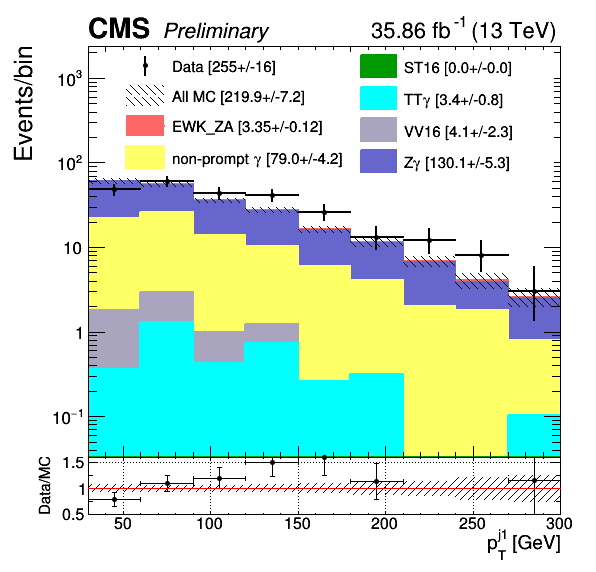 CMS Preliminary 35.86 fb⁻¹ (13 TeV)
Events/bin
Data [255+/-16]
All MC [219.9+/-7.2]
EWK_ZA [3.35+/-0.12]
non-prompt γ [79.0+/-4.2]
ST16 [0.0+/-0.0]
TTγ [3.4+/-0.8]
VV16 [4.1+/-2.3]
Zγ [130.1+/-5.3]
10³
10²
10
1
10⁻¹
Data/MC
1.5
1
0.5
50 100 150 200 250 300
p_T^j1 [GeV]